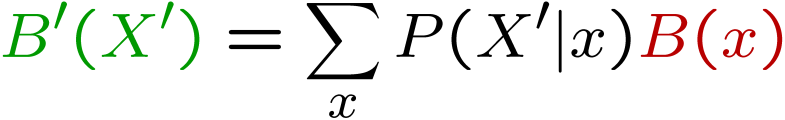 B′(X′) = ∑ₓ P(X′|x)B(x)